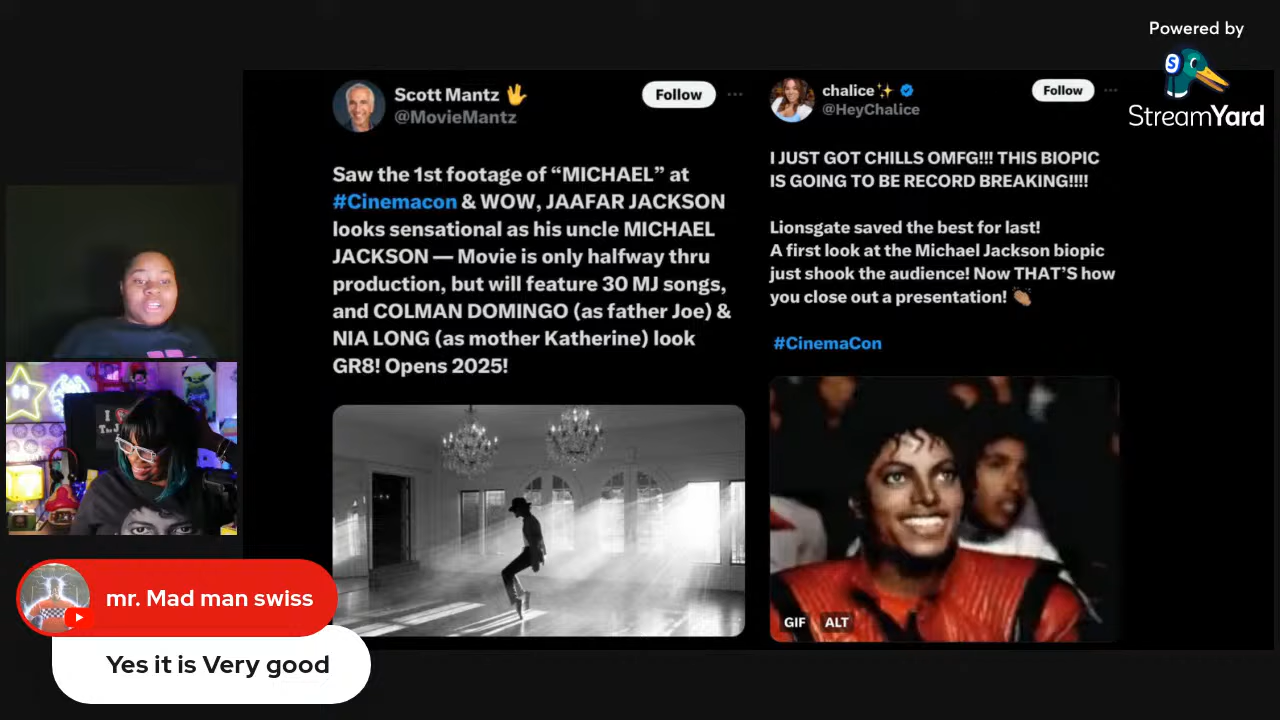 Powered by
StreamYard
Scott Mantz 🖖
@MovieMantz
Follow
Saw the 1st footage of “MICHAEL” at
#Cinemacon & WOW, JAAFAR JACKSON
looks sensational as his uncle MICHAEL
JACKSON — Movie is only halfway thru
production, but will feature 30 MJ songs,
and COLMAN DOMINGO (as father Joe) &
NIA LONG (as mother Katherine) look
GR8! Opens 2025!
chalice✨
@HeyChalice
Follow
I JUST GOT CHILLS OMFG!!! THIS BIOPIC
IS GOING TO BE RECORD BREAKING!!!!
Lionsgate saved the best for last!
A first look at the Michael Jackson biopic
just shook the audience! Now THAT’S how
you close out a presentation! 👏🏽
#CinemaCon
GIF ALT
mr. Mad man swiss
Yes it is Very good